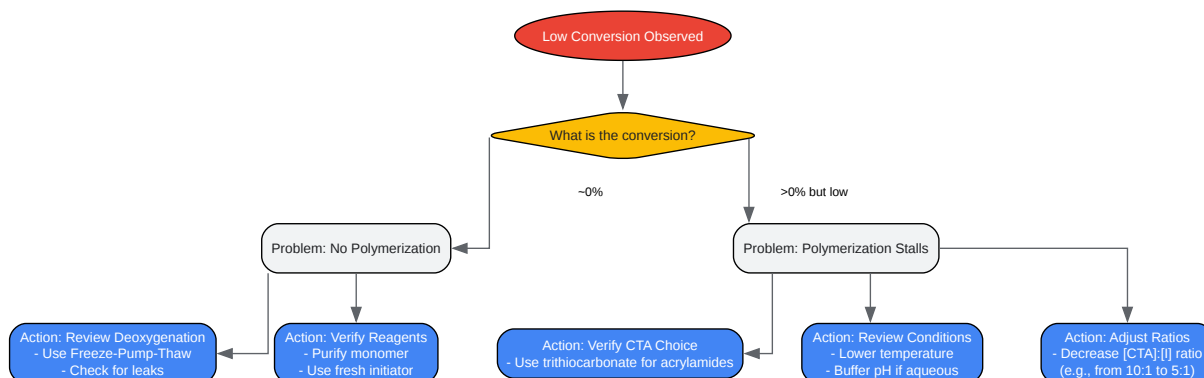 Low Conversion Observed
What is the conversion?
~0%
>0% but low
Problem: No Polymerization
Problem: Polymerization Stalls
Action: Review Deoxygenation
- Use Freeze-Pump-Thaw
- Check for leaks
Action: Verify Reagents
- Purify monomer
- Use fresh initiator
Action: Verify CTA Choice
- Use trithiocarbonate for acrylamides
Action: Review Conditions
- Lower temperature
- Buffer pH if aqueous
Action: Adjust Ratios
- Decrease [CTA]:[I] ratio
(e.g., from 10:1 to 5:1)